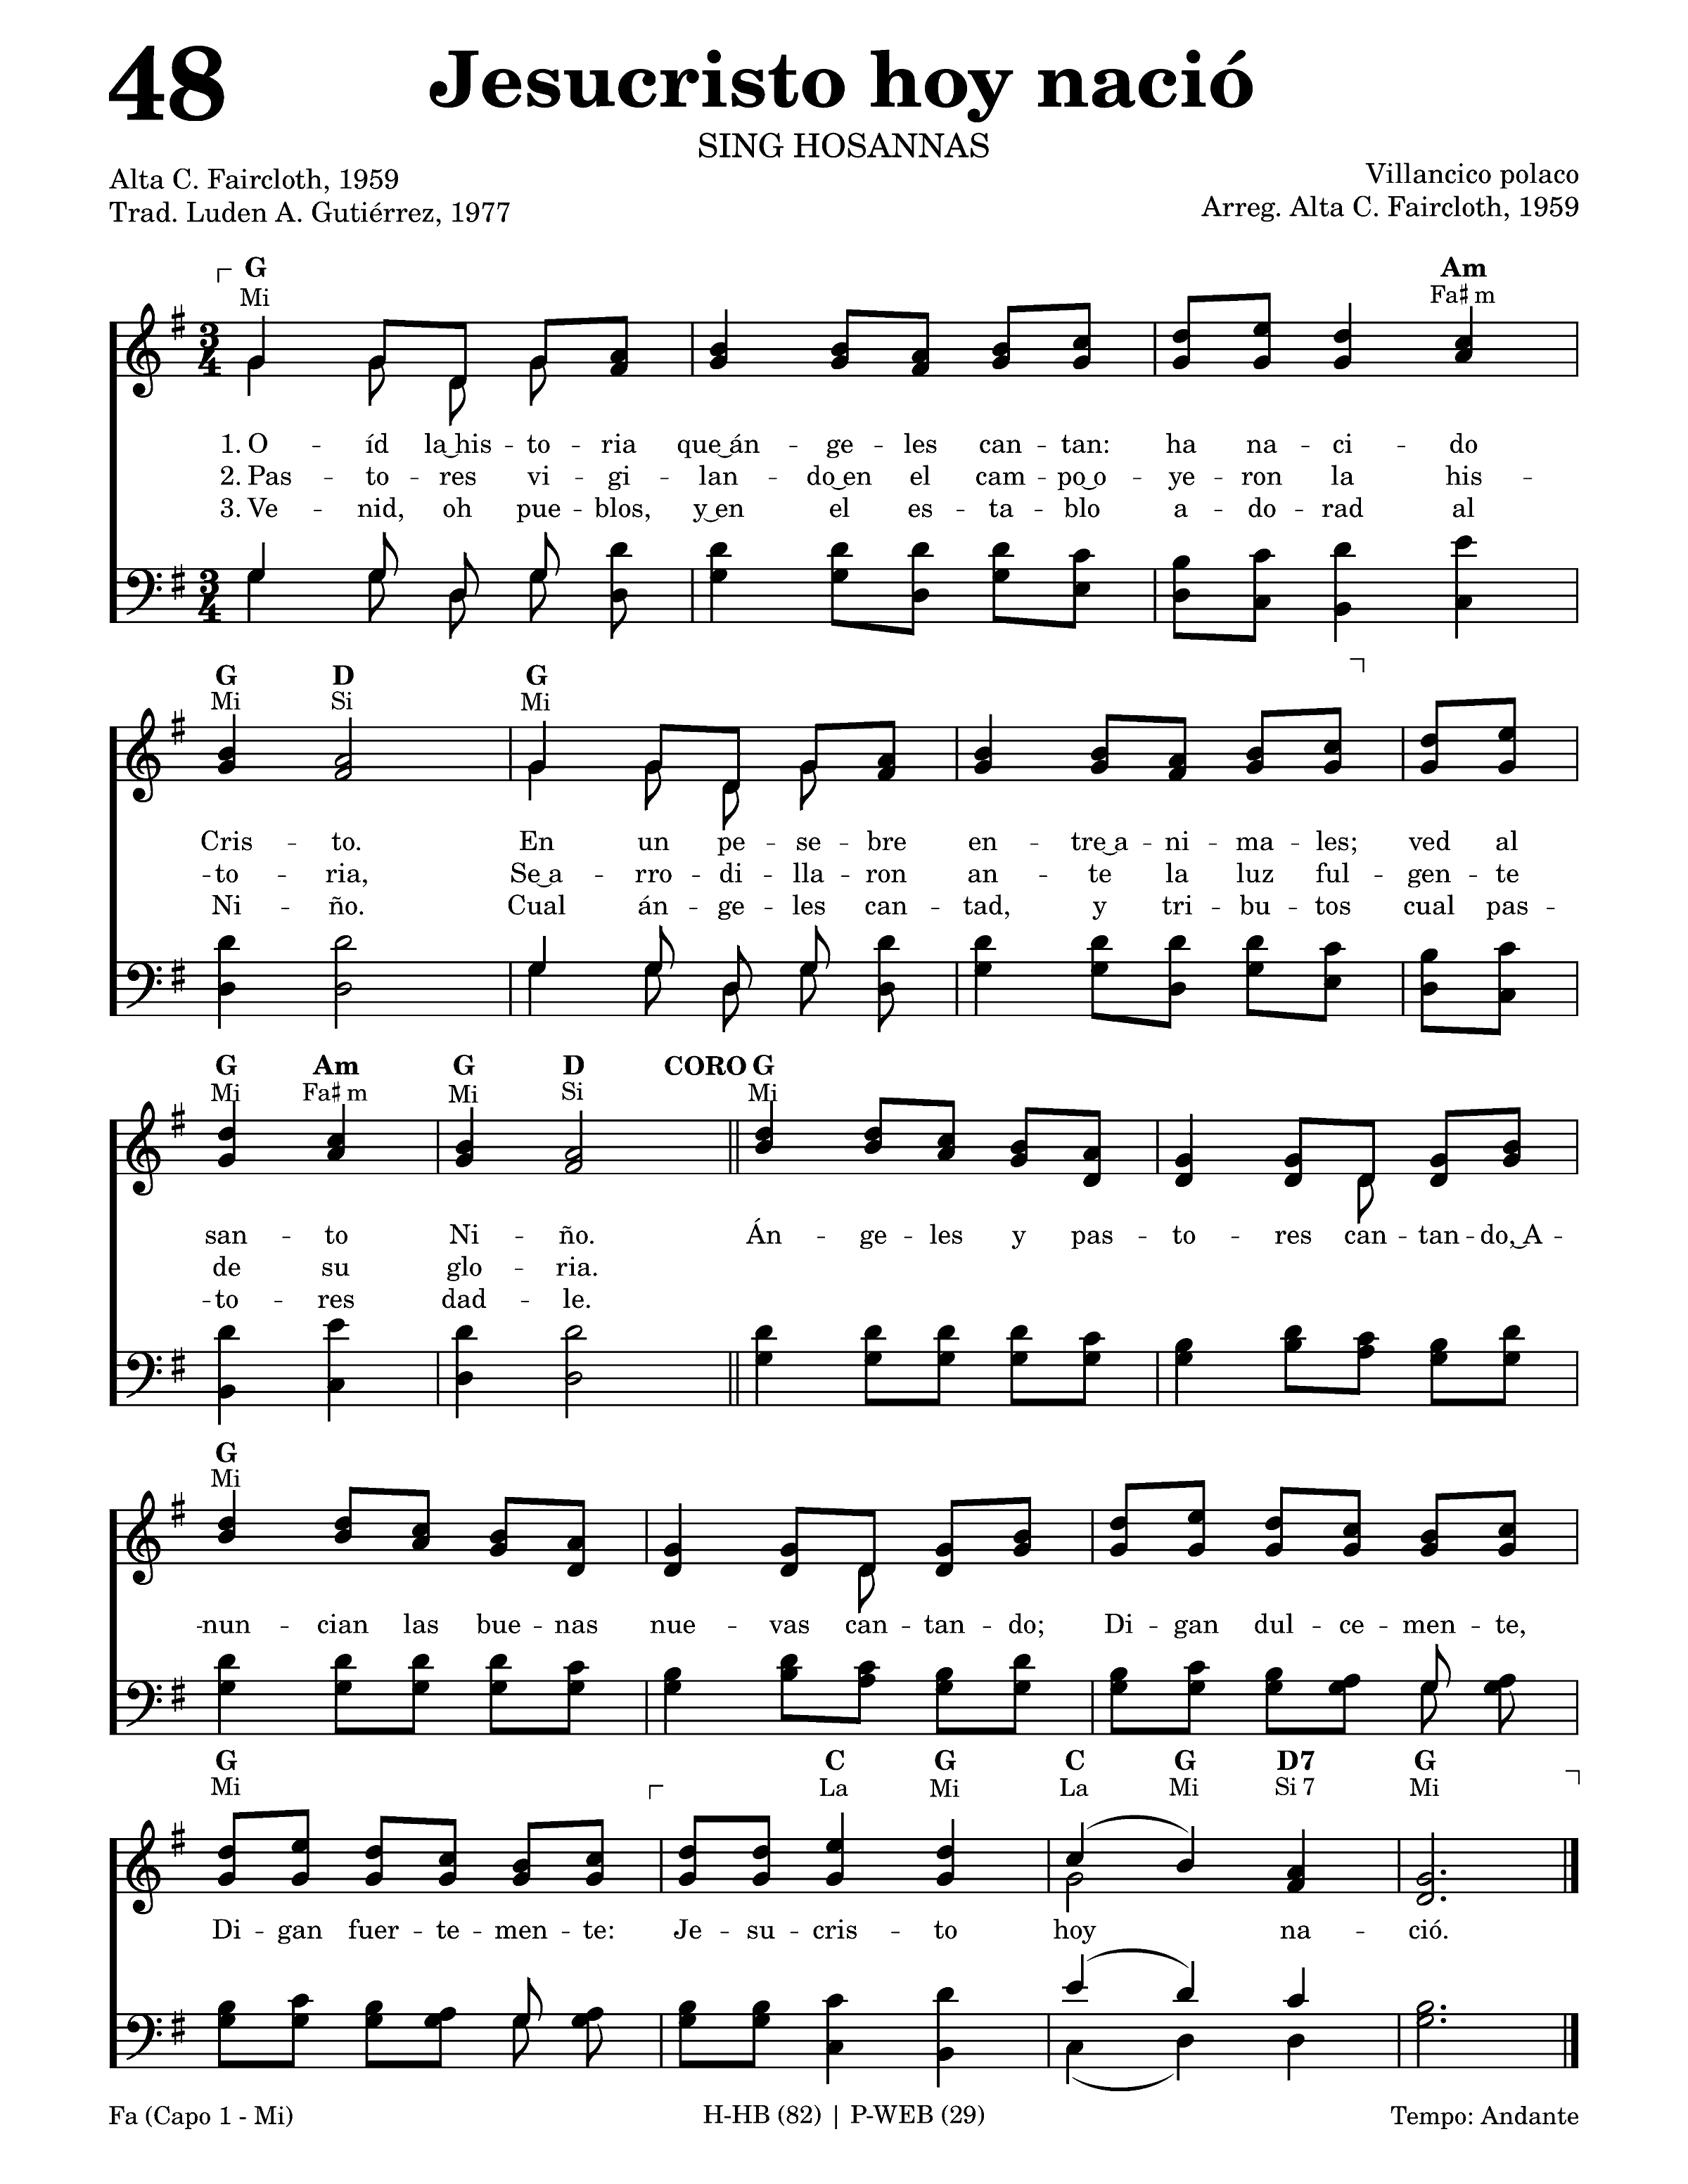 48
Jesucristo hoy nació
SING HOSANNAS
Alta C. Faircloth, 1959
Trad. Luden A. Gutiérrez, 1977
Villancico polaco
Arreg. Alta C. Faircloth, 1959
G Am
Mi Fa♯m
1. O -- íd la his -- to -- ria que án -- ge -- les can -- tan: ha na -- ci -- do
2. Pas -- to -- res vi -- gi -- lan -- do en el cam -- po o -- ye -- ron la his --
3. Ve -- nid, oh pue -- blos, y en el es -- ta -- blo a -- do -- rad al
G D G
Mi Si Mi
Cris -- to. En un pe -- se -- bre en -- tre a -- ni -- ma -- les; ved al
-- to -- ria, Se a -- rro -- di -- lla -- ron an -- te la luz ful -- gen -- te
Ni -- ño. Cual án -- ge -- les can -- tad, y tri -- bu -- tos cual pas --
G Am G D CORO G
Mi Fa♯m Mi Si Mi
san -- to Ni -- ño. Án -- ge -- les y pas -- to -- res can -- tan -- do, A --
de su glo -- ria.
-- to -- res dad -- le.
G
Mi
-- nun -- cian las bue -- nas nue -- vas can -- tan -- do; Di -- gan dul -- ce -- men -- te,
G C G C G D7 G
Mi La Mi La Mi Si 7 Mi
Di -- gan fuer -- te -- men -- te: Je -- su -- cris -- to hoy na -- ció.
Fa (Capo 1 - Mi)
H-HB (82) | P-WEB (29)
Tempo: Andante